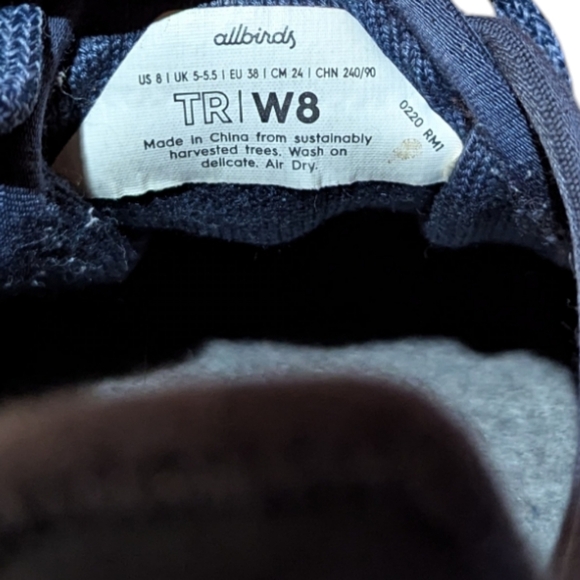 allbirds
US 8 | UK 5-5.5 | EU 38 | CM 24 | CHN 240/90
TR | W8
0220 RM1
Made in China from sustainably
harvested trees. Wash on
delicate. Air Dry.